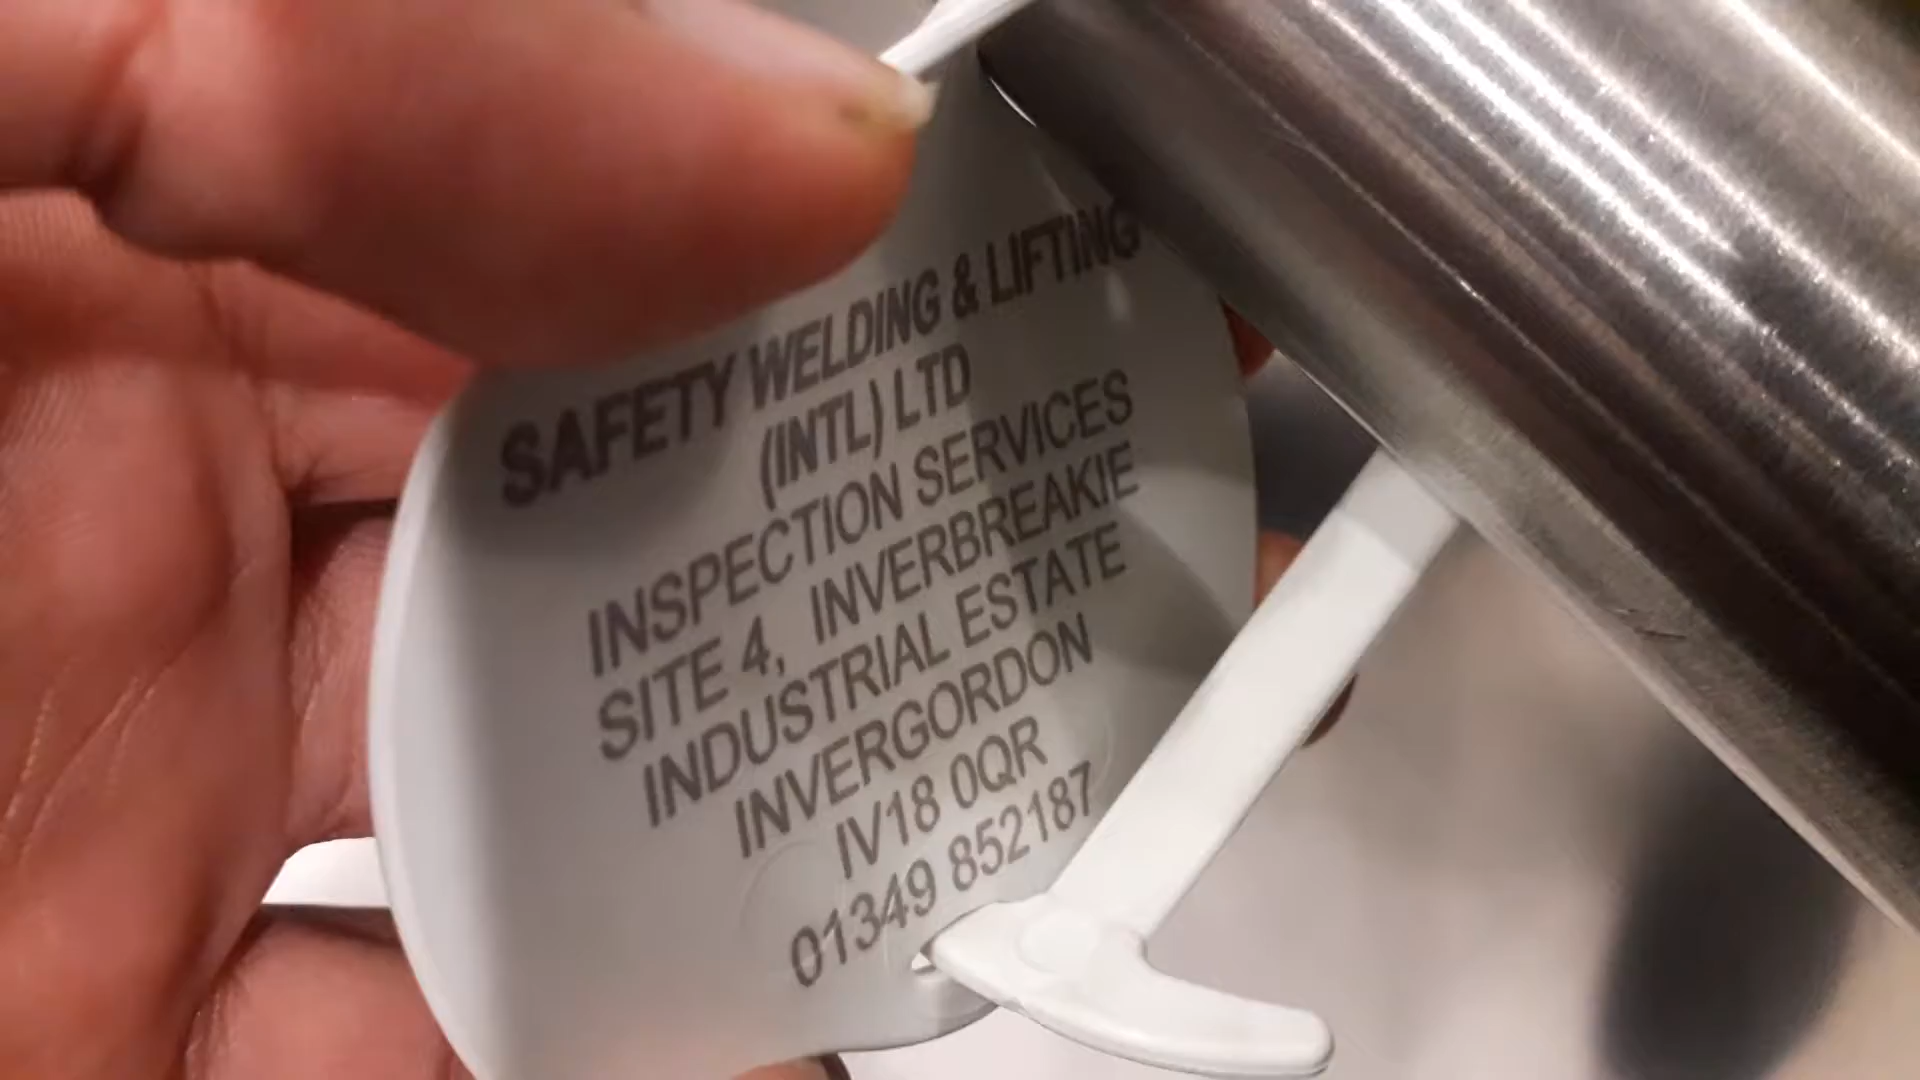 SAFETY WELDING & LIFTING
(INTL) LTD
INSPECTION SERVICES
SITE 4, INVERBREAKIE
INDUSTRIAL ESTATE
INVERGORDON
IV18 0QR
01349 852187